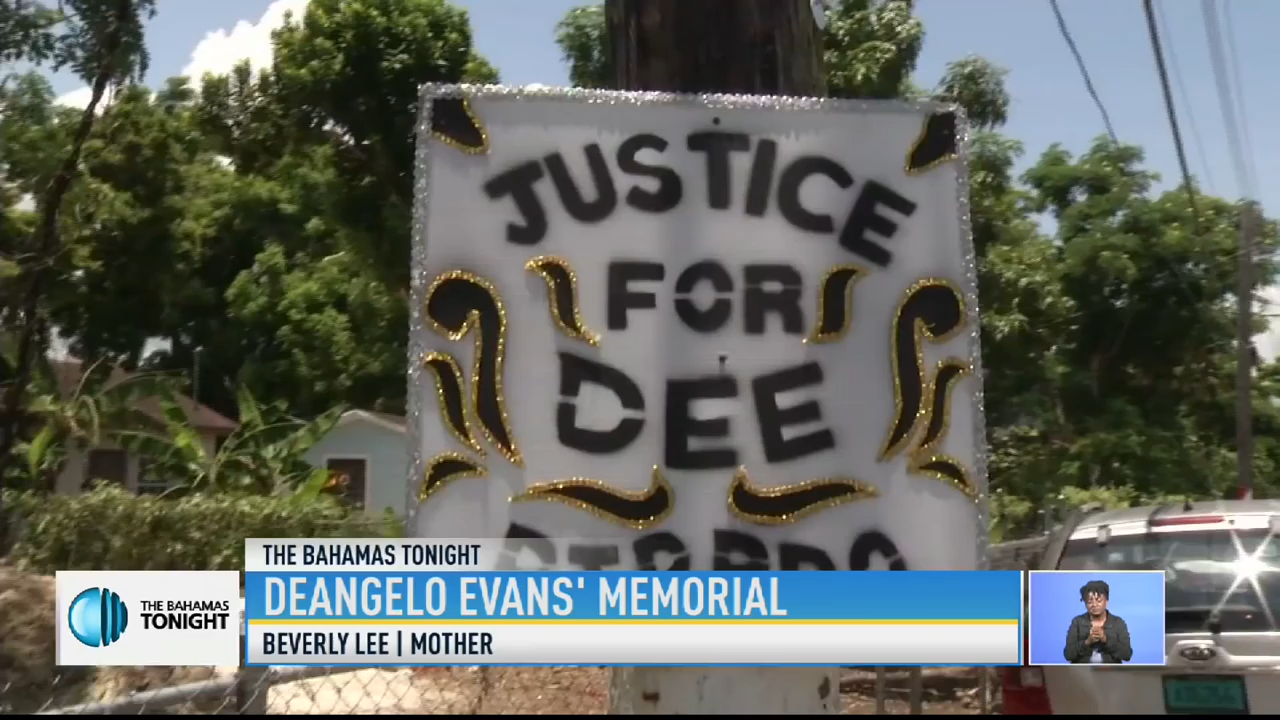 JUSTICE
FOR
DEE
THE BAHAMAS TONIGHT
DEANGELO EVANS' MEMORIAL
BEVERLY LEE | MOTHER
THE BAHAMAS
TONIGHT